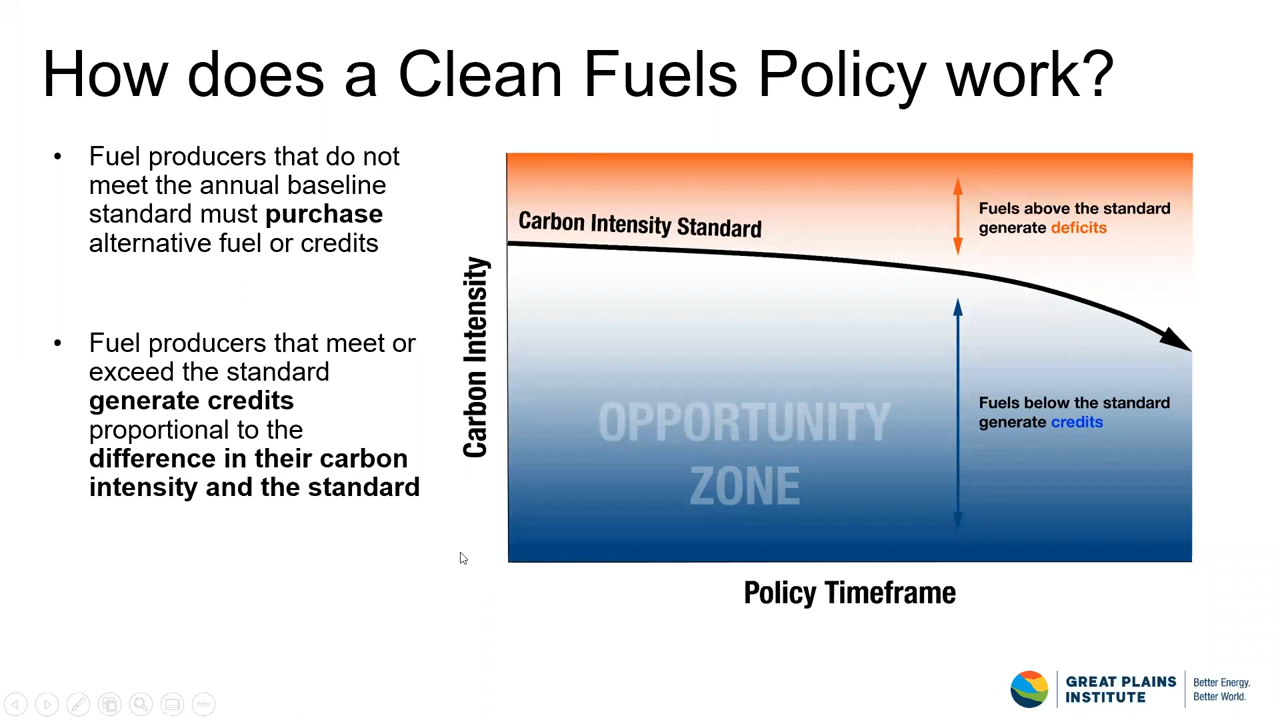 How does a Clean Fuels Policy work?
• Fuel producers that do not
meet the annual baseline
standard must purchase
alternative fuel or credits
• Fuel producers that meet or
exceed the standard
generate credits
proportional to the
difference in their carbon
intensity and the standard
Carbon Intensity
Carbon Intensity Standard
Fuels above the standard
generate deficits
Fuels below the standard
generate credits
OPPORTUNITY
ZONE
Policy Timeframe
GREAT PLAINS
INSTITUTE
Better Energy.
Better World.